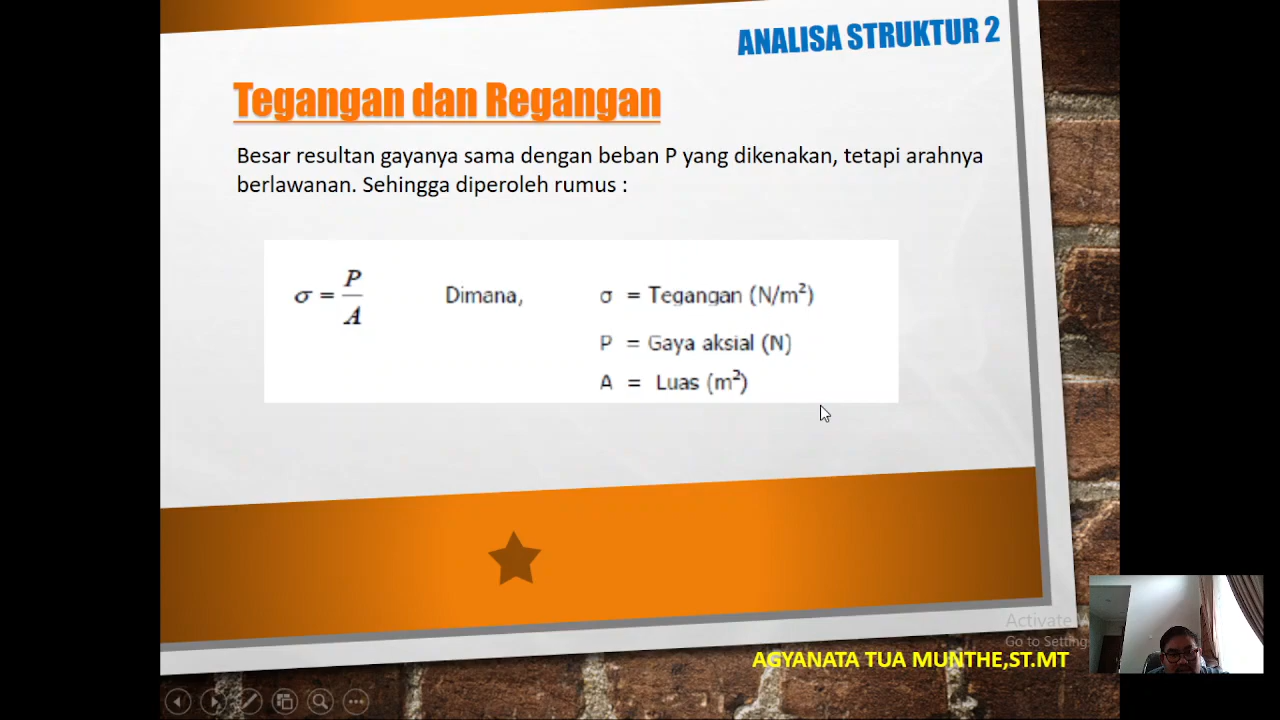 ANALISA STRUKTUR 2
Tegangan dan Regangan
Besar resultan gayanya sama dengan beban P yang dikenakan, tetapi arahnya
berlawanan. Sehingga diperoleh rumus :
σ = P/A Dimana, σ = Tegangan (N/m²)
P = Gaya aksial (N)
A = Luas (m²)
Activate
Go to Setting
AGYANATA TUA MUNTHE,ST.MT